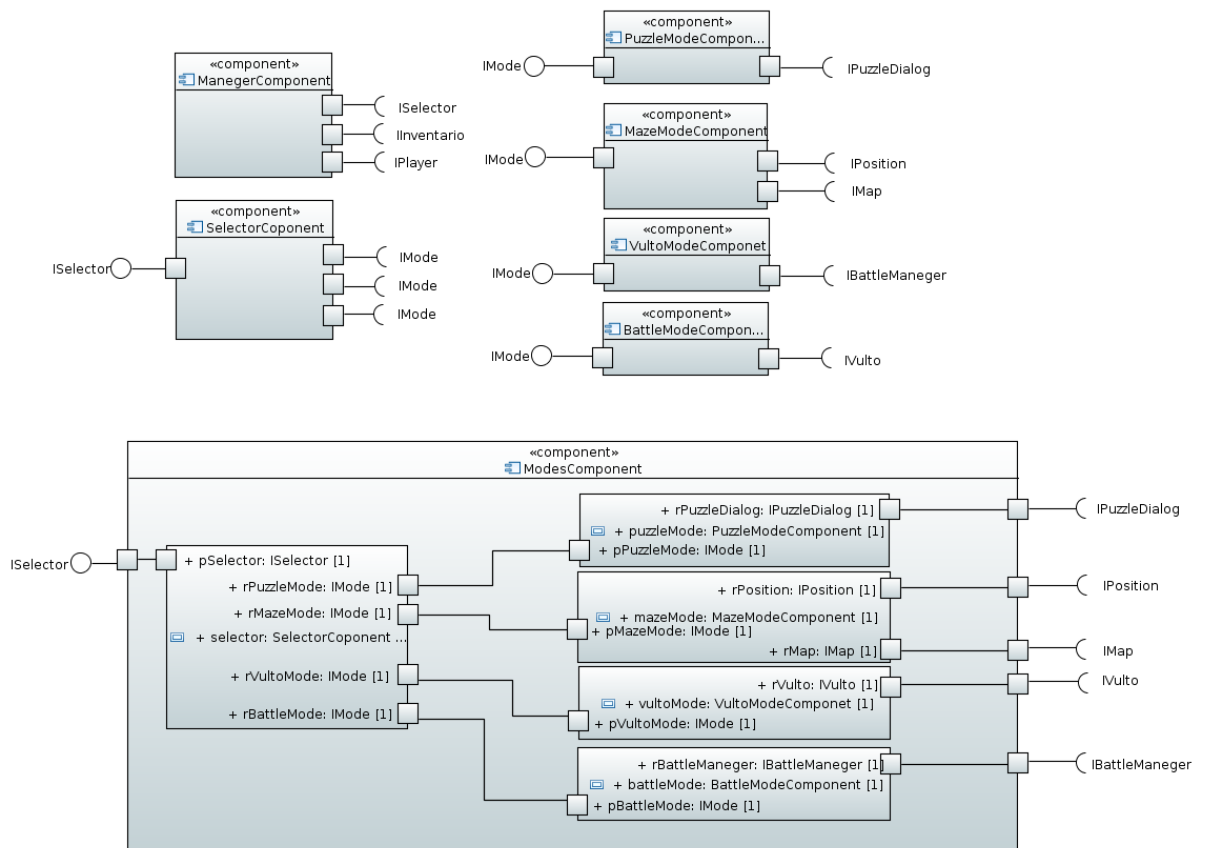 «component»
ManegerComponent
ISelector
IInventario
IPlayer
«component»
SelectorCoponent
ISelector
IMode
IMode
IMode
«component»
PuzzleModeCompon...
IMode
IPuzzleDialog
«component»
MazeModeComponent
IMode
IPosition
IMap
«component»
VultoModeComponet
IMode
IBattleManeger
«component»
BattleModeCompon...
IMode
IVulto
«component»
ModesComponent
ISelector
+ pSelector: ISelector [1]
+ rPuzzleMode: IMode [1]
+ rMazeMode: IMode [1]
+ selector: SelectorCoponent ...
+ rVultoMode: IMode [1]
+ rBattleMode: IMode [1]
+ rPuzzleDialog: IPuzzleDialog [1]
+ puzzleMode: PuzzleModeComponent [1]
+ pPuzzleMode: IMode [1]
IPuzzleDialog
+ rPosition: IPosition [1]
+ mazeMode: MazeModeComponent [1]
+ pMazeMode: IMode [1]
+ rMap: IMap [1]
IPosition
IMap
+ rVulto: IVulto [1]
+ vultoMode: VultoModeComponet [1]
+ pVultoMode: IMode [1]
IVulto
+ rBattleManeger: IBattleManeger [1]
+ battleMode: BattleModeComponent [1]
+ pBattleMode: IMode [1]
IBattleManeger